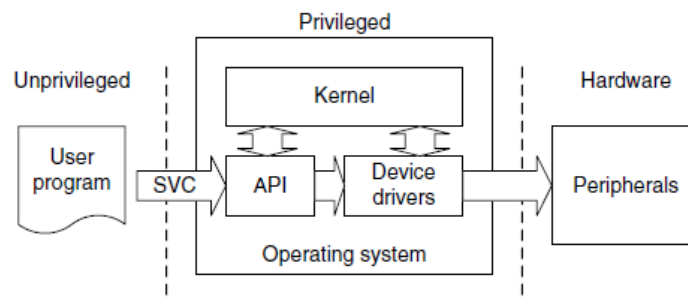 Privileged
Unprivileged
Hardware
Kernel
User
program
SVC
API
Device
drivers
Peripherals
Operating system